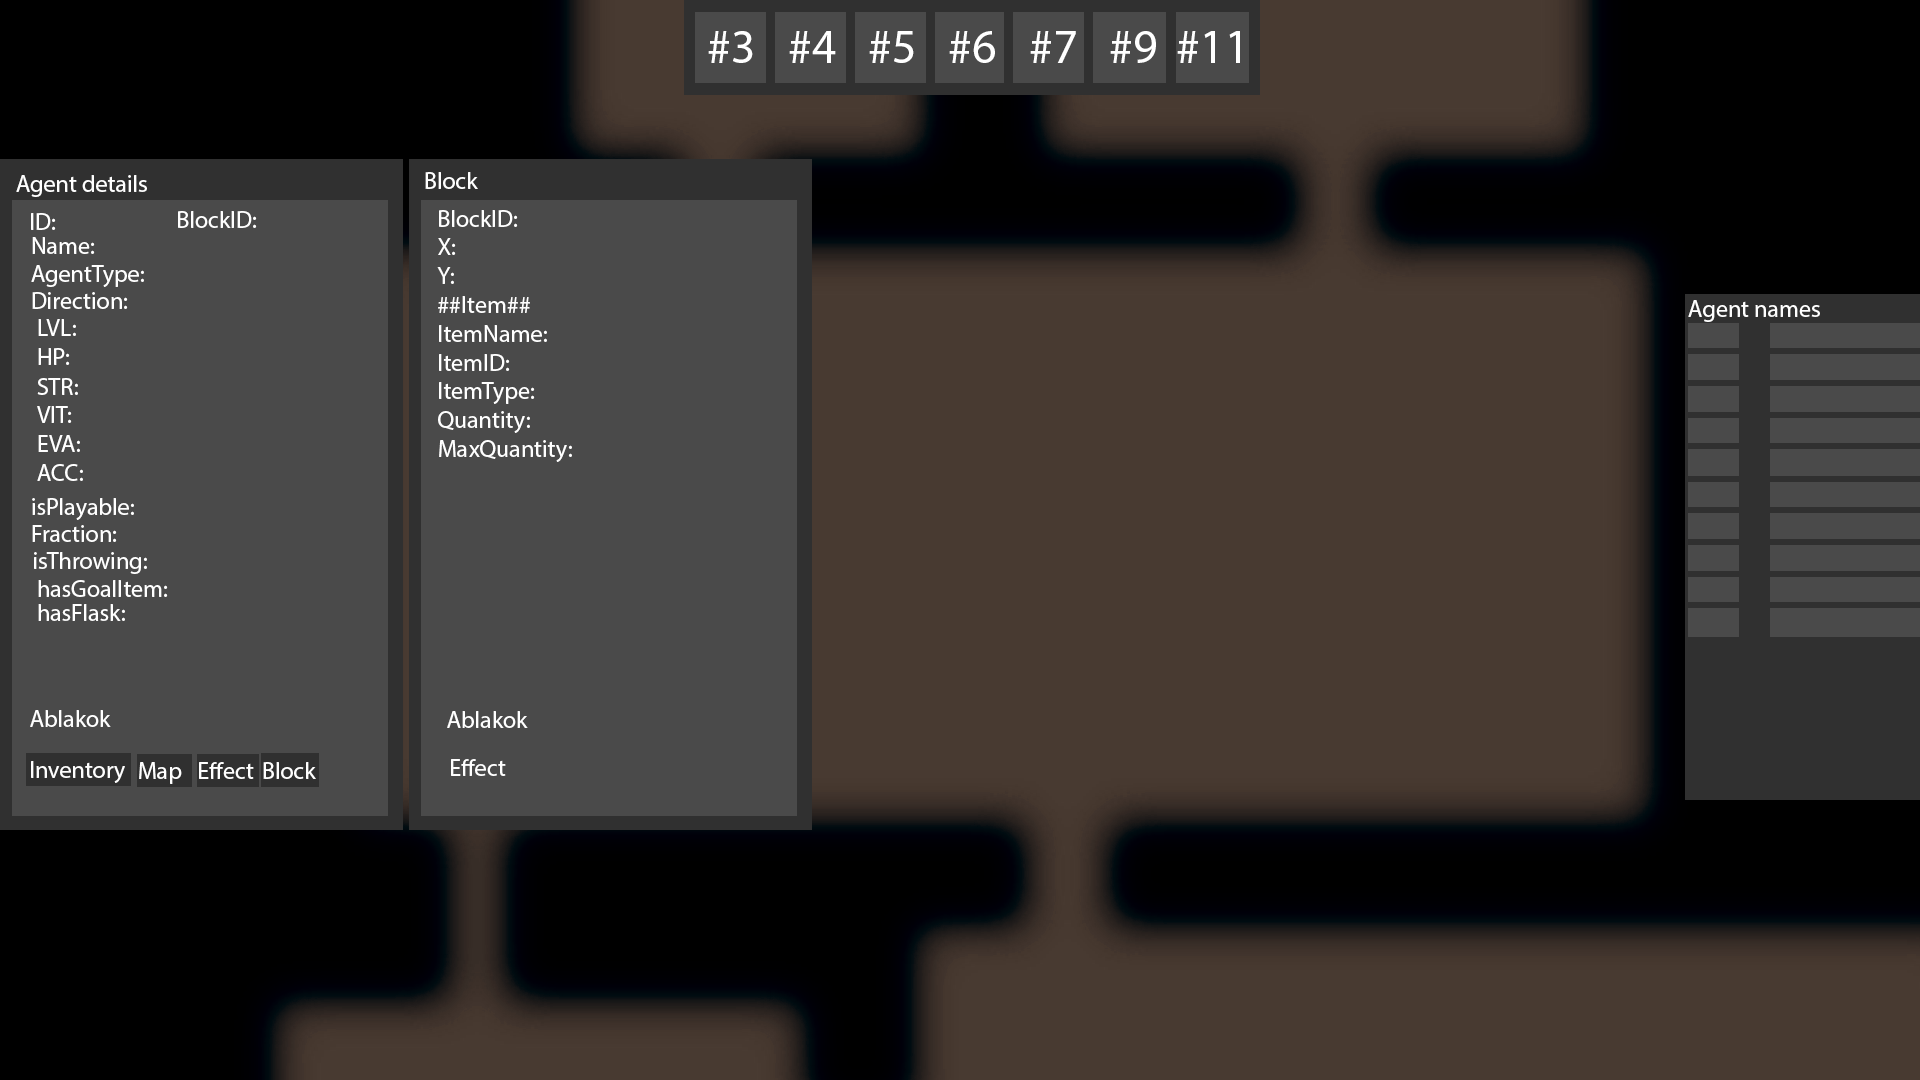 #3 #4 #5 #6 #7 #9 #11
Agent details
ID: BlockID:
Name:
AgentType:
Direction:
LVL:
HP:
STR:
VIT:
EVA:
ACC:
isPlayable:
Fraction:
isThrowing:
hasGoalItem:
hasFlask:
Ablakok
Inventory Map Effect Block
Block
BlockID:
X:
Y:
##Item##
ItemName:
ItemID:
ItemType:
Quantity:
MaxQuantity:
Ablakok
Effect
Agent names